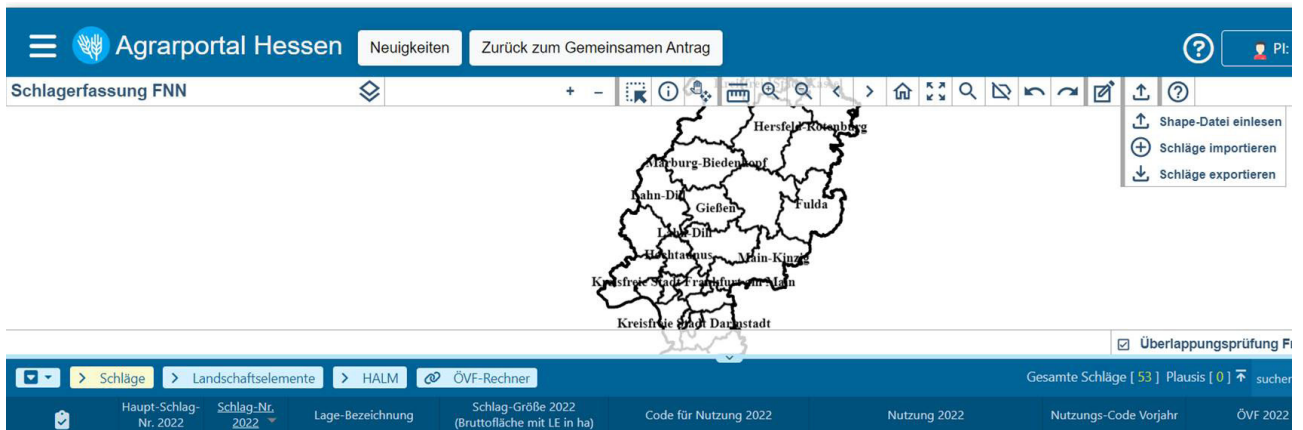 Agrarportal Hessen
Neuigkeiten
Zurück zum Gemeinsamen Antrag
PI:
Schlagerfassung FNN
Shape-Datei einlesen
Schläge importieren
Schläge exportieren
Hersfeld-Rotenburg
Marburg-Biedenkopf
Lahn-Dill
Gießen
Fulda
Lahn-Dill
Hochtaunus
Main-Kinzig
Kreisfreie Stadt Frankfurt am Main
Kreisfreie Stadt Darmstadt
Überlappungsprüfung Fr
Schläge
Landschaftselemente
HALM
ÖVF-Rechner
Gesamte Schläge [ 53 ] Plausis [ 0 ]
suchen
Haupt-Schlag-
Nr. 2022
Schlag-Nr.
2022
Lage-Bezeichnung
Schlag-Größe 2022
(Bruttofläche mit LE in ha)
Code für Nutzung 2022
Nutzung 2022
Nutzungs-Code Vorjahr
ÖVF 2022